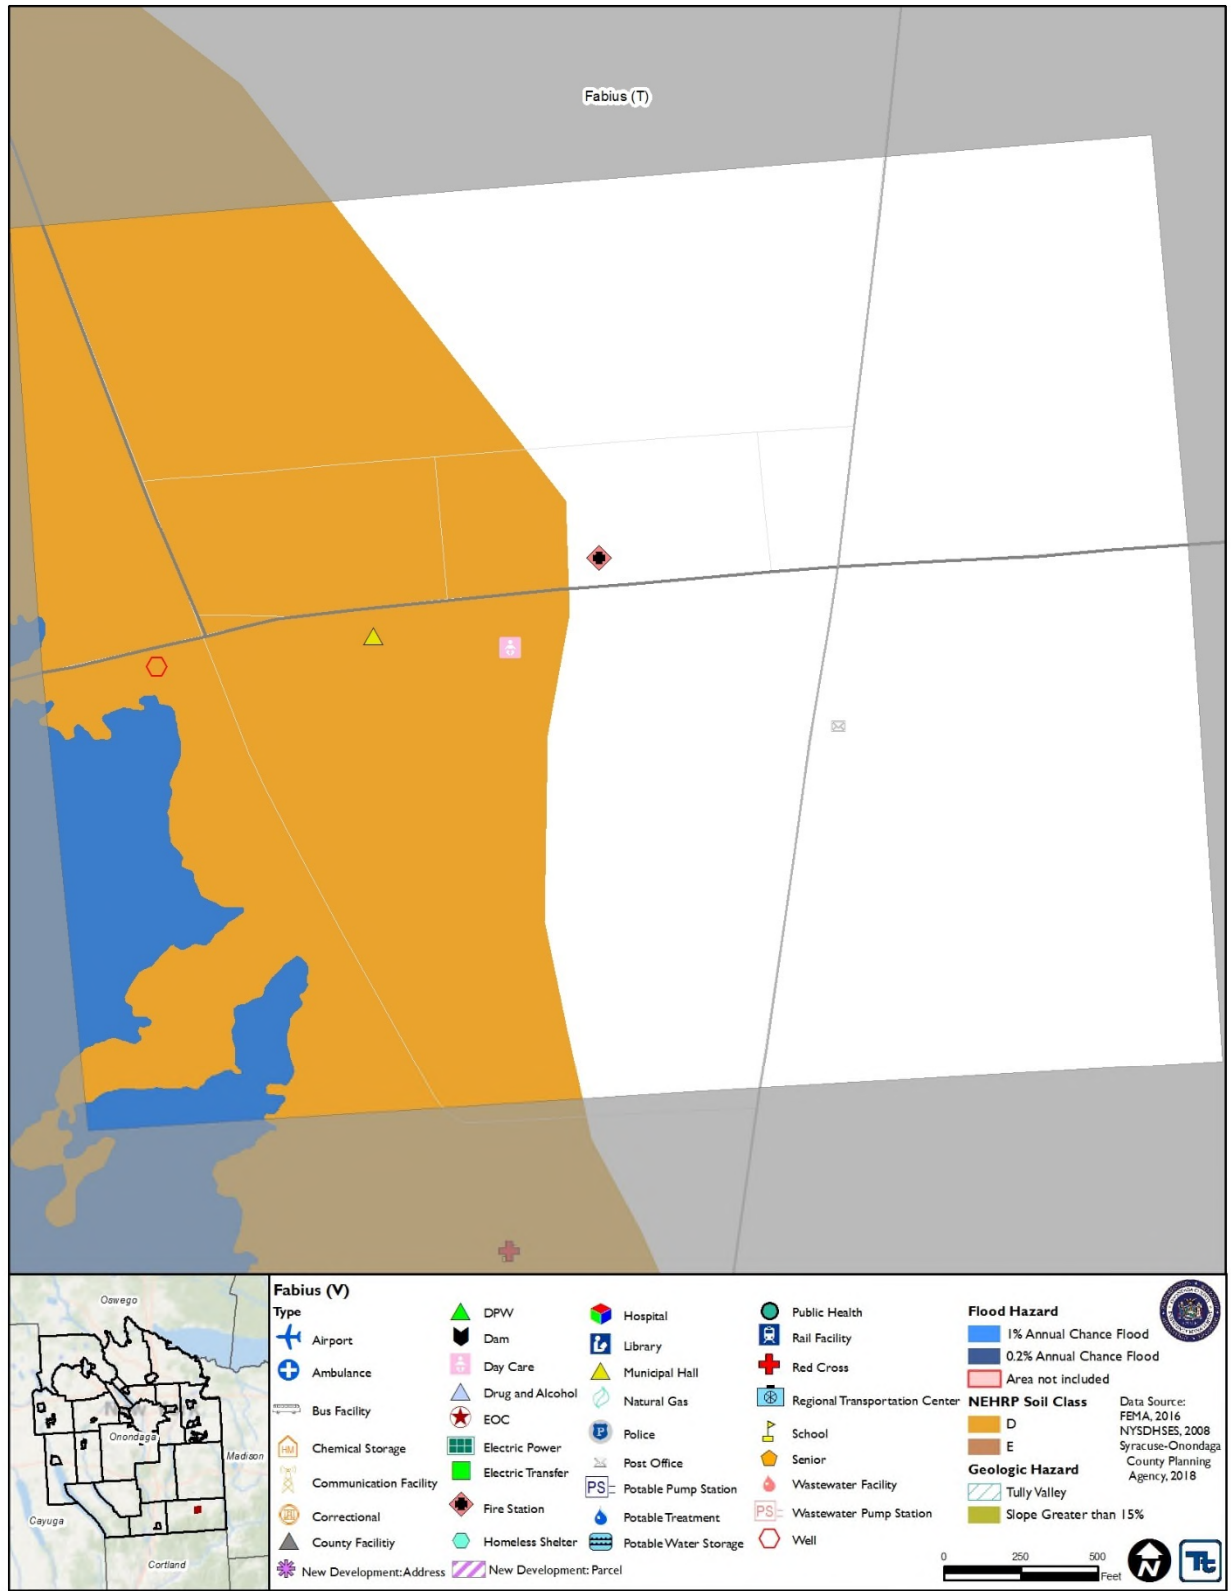 Fabius (T)
Oswego
NEW
Onondaga
Madison
Cayuga
Cortland
Fabius (V)
Type
Airport
Ambulance
Bus Facility
HM
Chemical Storage
Communication Facility
Correctional
County Facilitiy
New Development: Address
DPW
Dam
Day Care
Drug and Alcohol
EOC
Electric Power
Electric Transfer
Fire Station
Homeless Shelter
New Development: Parcel
Hospital
Library
Municipal Hall
Natural Gas
Police
Post Office
PS
Potable Pump Station
Potable Treatment
Potable Water Storage
Public Health
Rail Facility
Red Cross
Regional Transportation Center
School
Senior
Wastewater Facility
PS
Wastewater Pump Station
Well
Flood Hazard
1% Annual Chance Flood
0.2% Annual Chance Flood
Area not included
NEHRP Soil Class
D
E
Geologic Hazard
Tully Valley
Slope Greater than 15%
Data Source:
FEMA, 2016
NYSDHSES, 2008
Syracuse-Onondaga
County Planning
Agency, 2018
0 250 500
Feet
N
Tt